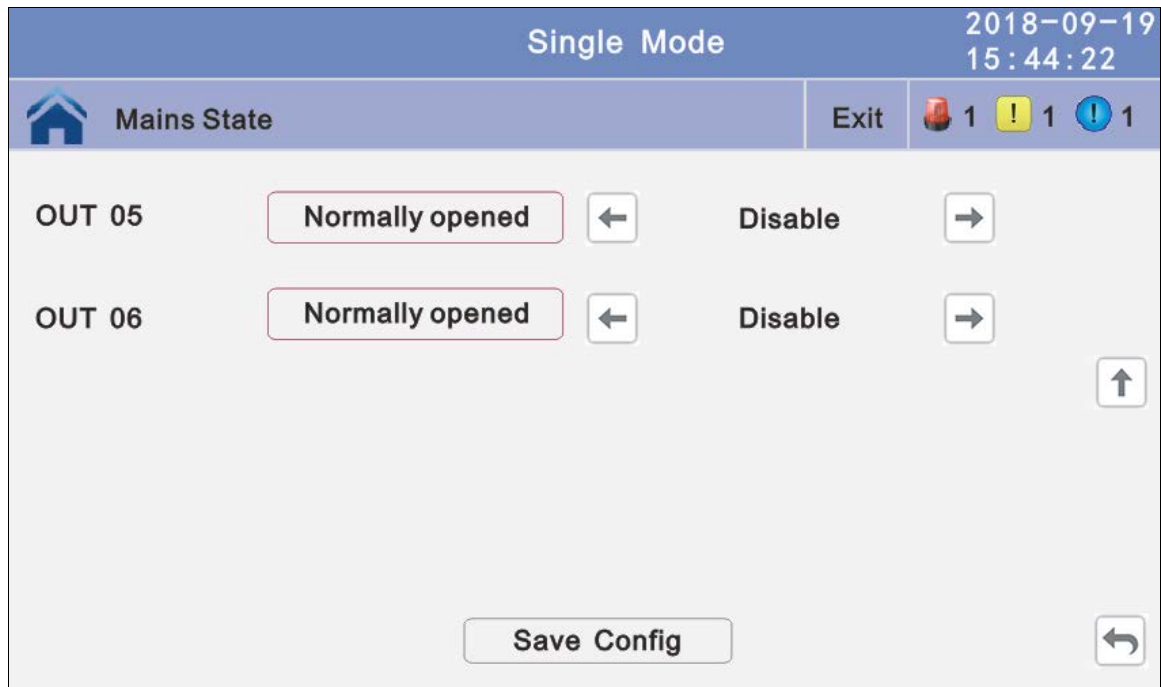 Single Mode
2018-09-19
15:44:22
Mains State
Exit
1 ! 1 ! 1
OUT 05 Normally opened Disable
OUT 06 Normally opened Disable
Save Config